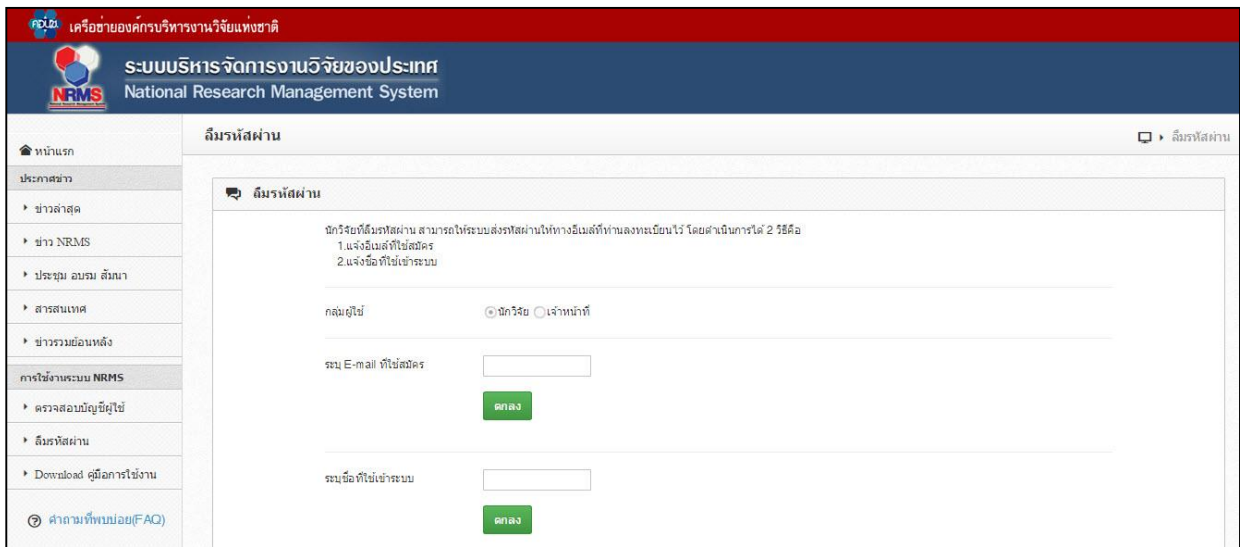 คอบช. เครือข่ายองค์กรบริหารงานวิจัยแห่งชาติ
ระบบบริหารจัดการงานวิจัยของประเทศ
NRMS National Research Management System
ลืมรหัสผ่าน
ลืมรหัสผ่าน
หน้าแรก
ประกาศข่าว
ข่าวล่าสุด
ข่าว NRMS
ประชุม อบรม สัมนา
สารสนเทศ
ข่าวรวมย้อนหลัง
การใช้งานระบบ NRMS
ตรวจสอบบัญชีผู้ใช้
ลืมรหัสผ่าน
Download คู่มือการใช้งาน
คำถามที่พบบ่อย(FAQ)
ลืมรหัสผ่าน
นักวิจัยที่ลืมรหัสผ่าน สามารถให้ระบบส่งรหัสผ่านให้ทางอีเมล์ที่ท่านลงทะเบียนไว้ โดยดำเนินการได้ 2 วิธีคือ
1.แจ้งอีเมล์ที่ใช้สมัคร
2.แจ้งชื่อที่ใช้เข้าระบบ
กลุ่มผู้ใช้ นักวิจัย เจ้าหน้าที่
ระบุ E-mail ที่ใช้สมัคร
ตกลง
ระบุชื่อที่ใช้เข้าระบบ
ตกลง